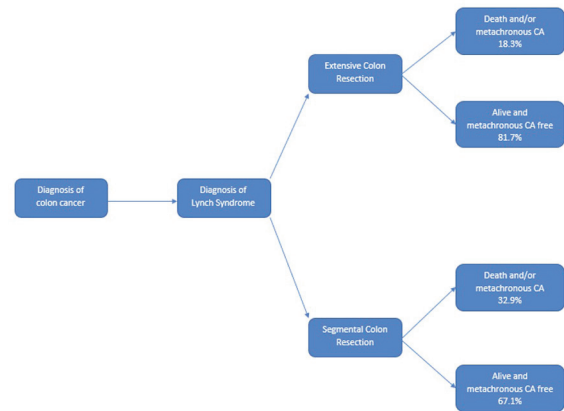 Death and/or
metachronous CA
18.3%
Extensive Colon
Resection
Alive and
metachronous CA free
81.7%
Diagnosis of
colon cancer
Diagnosis of
Lynch Syndrome
Death and/or
metachronous CA
32.9%
Segmental Colon
Resection
Alive and
metachronous CA free
67.1%